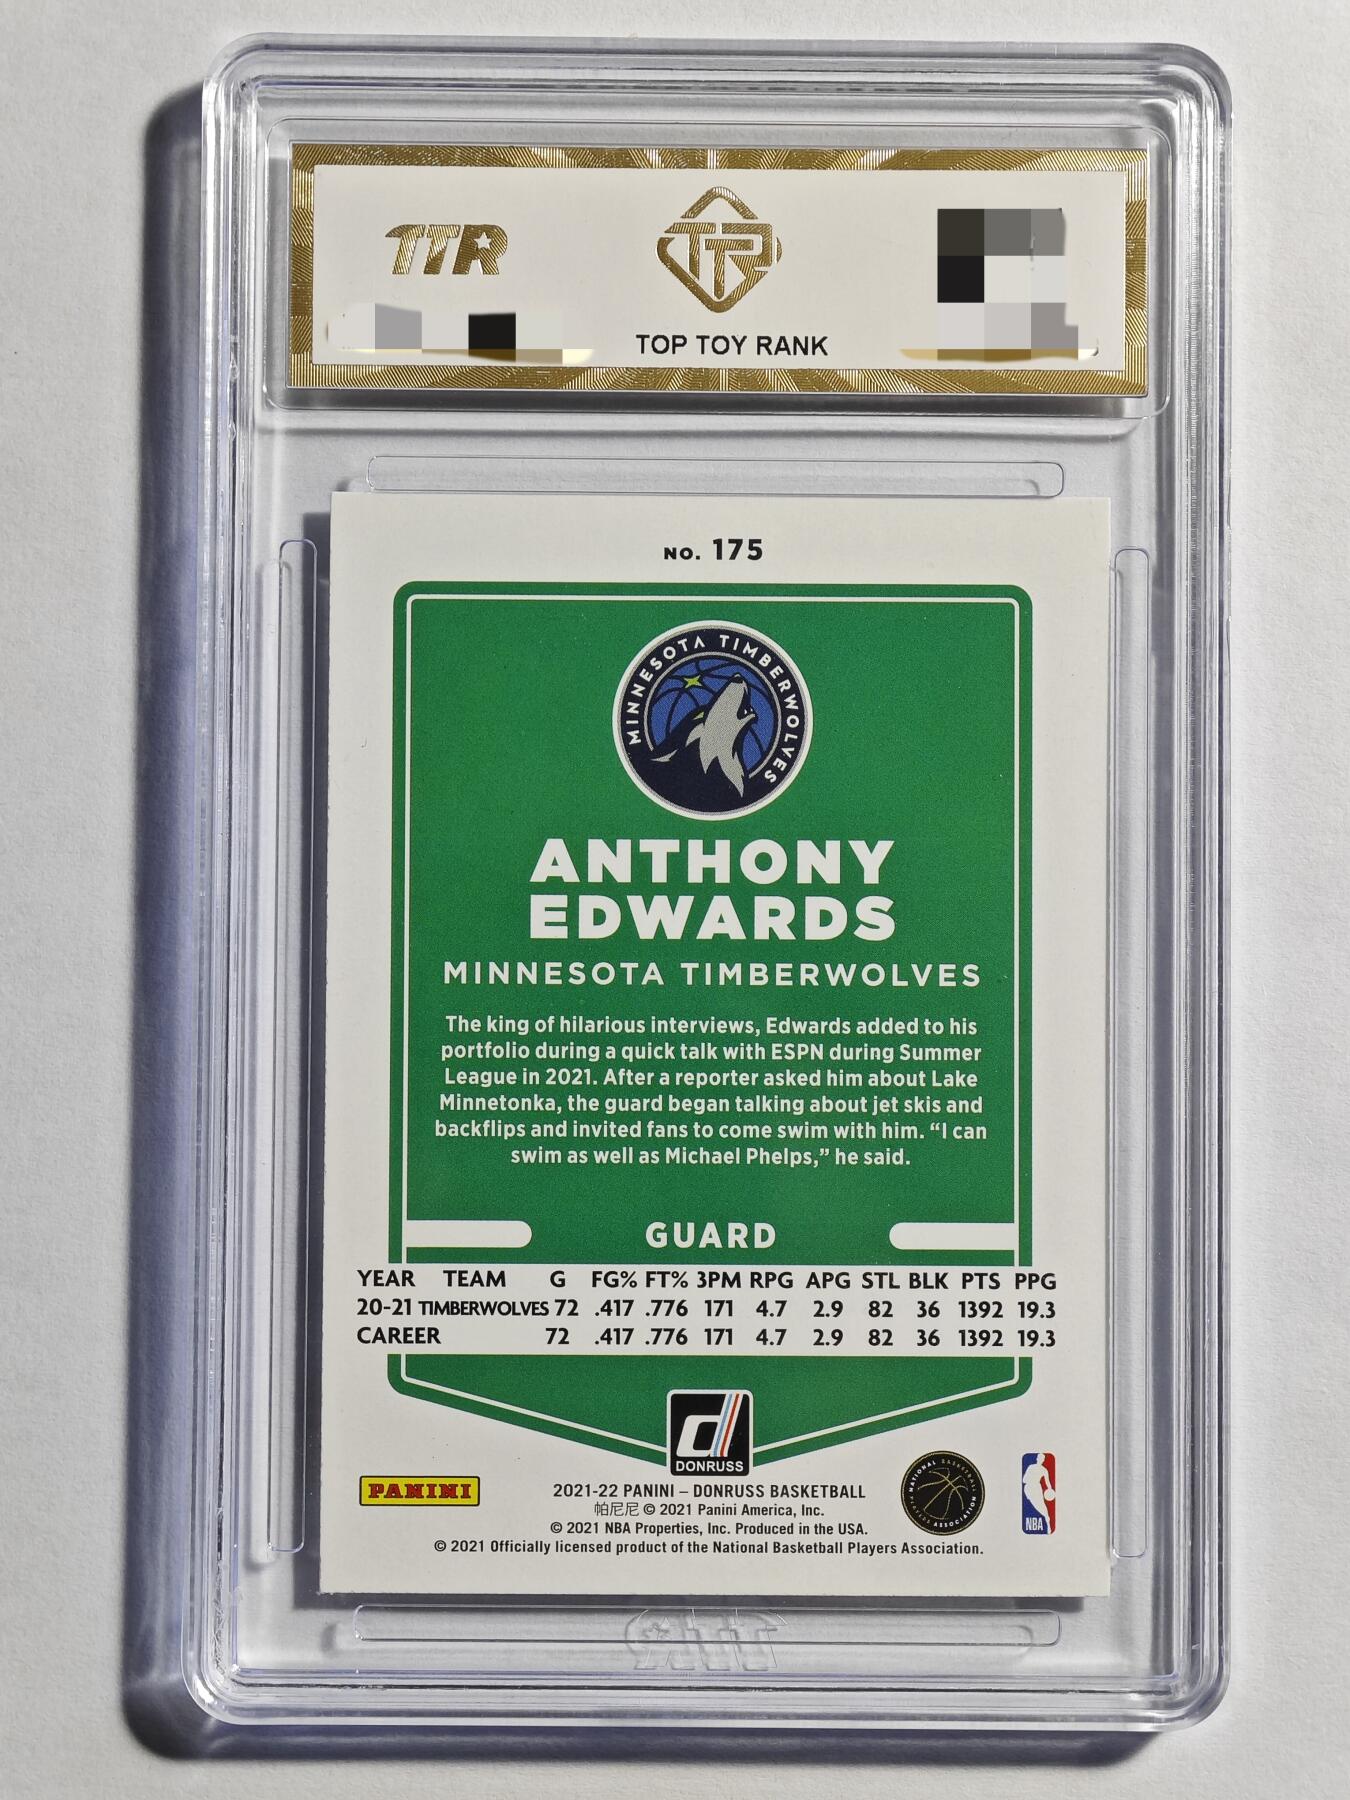 TTR
TTR
TOP TOY RANK
NO. 175
MINNESOTA TIMBERWOLVES
ANTHONY
EDWARDS
MINNESOTA TIMBERWOLVES
The king of hilarious interviews, Edwards added to his
portfolio during a quick talk with ESPN during Summer
League in 2021. After a reporter asked him about Lake
Minnetonka, the guard began talking about jet skis and
backflips and invited fans to come swim with him. “I can
swim as well as Michael Phelps,” he said.
GUARD
YEAR TEAM G FG% FT% 3PM RPG APG STL BLK PTS PPG
20-21 TIMBERWOLVES 72 .417 .776 171 4.7 2.9 82 36 1392 19.3
CAREER 72 .417 .776 171 4.7 2.9 82 36 1392 19.3
d
DONRUSS
PANINI
2021-22 PANINI – DONRUSS BASKETBALL
帕尼尼 © 2021 Panini America, Inc.
© 2021 NBA Properties, Inc. Produced in the USA.
© 2021 Officially licensed product of the National Basketball Players Association.
NATIONAL BASKETBALL PLAYERS ASSOCIATION
NBA
TTR